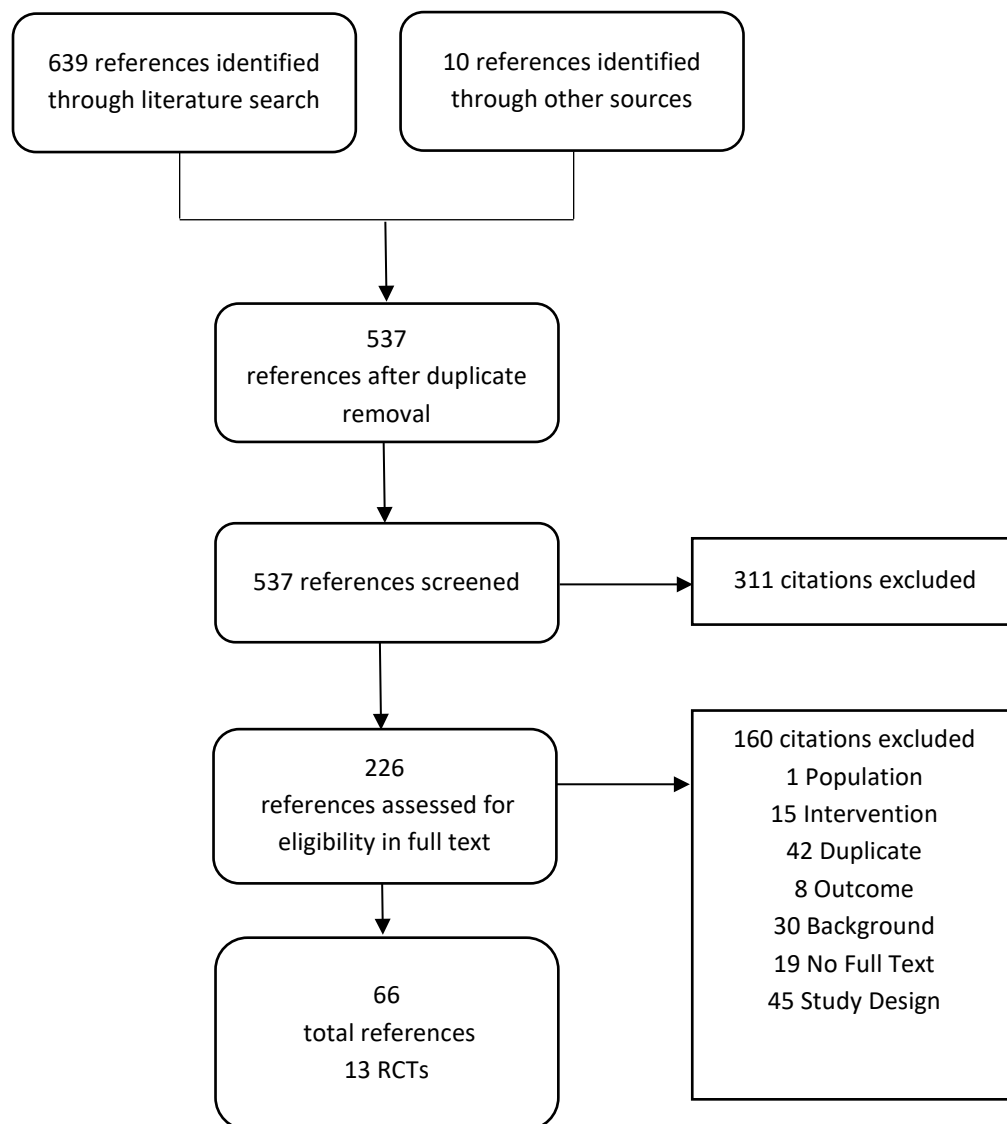 639 references identified
through literature search
10 references identified
through other sources
537
references after duplicate
removal
537 references screened
311 citations excluded
226
references assessed for
eligibility in full text
160 citations excluded
1 Population
15 Intervention
42 Duplicate
8 Outcome
30 Background
19 No Full Text
45 Study Design
66
total references
13 RCTs